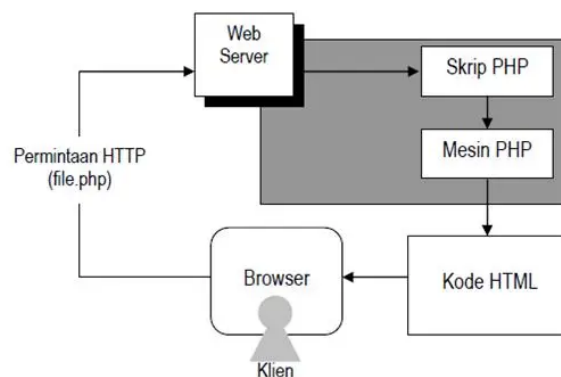 Web
Server
Skrip PHP
Mesin PHP
Permintaan HTTP
(file.php)
Browser
Kode HTML
Klien